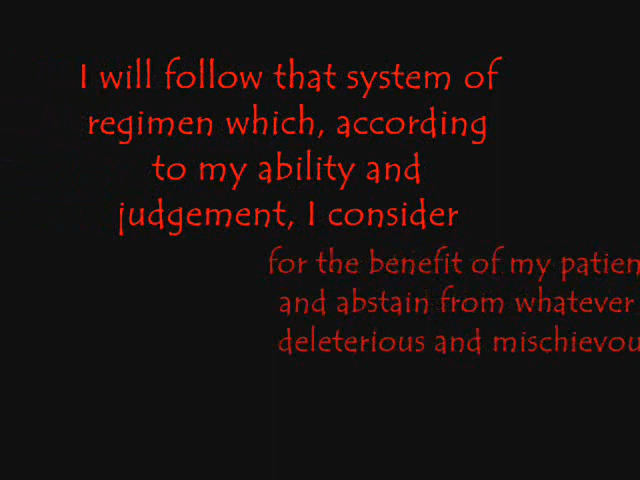 I will follow that system of
regimen which, according
to my ability and
judgement, I consider
for the benefit of my patien
and abstain from whatever
deleterious and mischievou